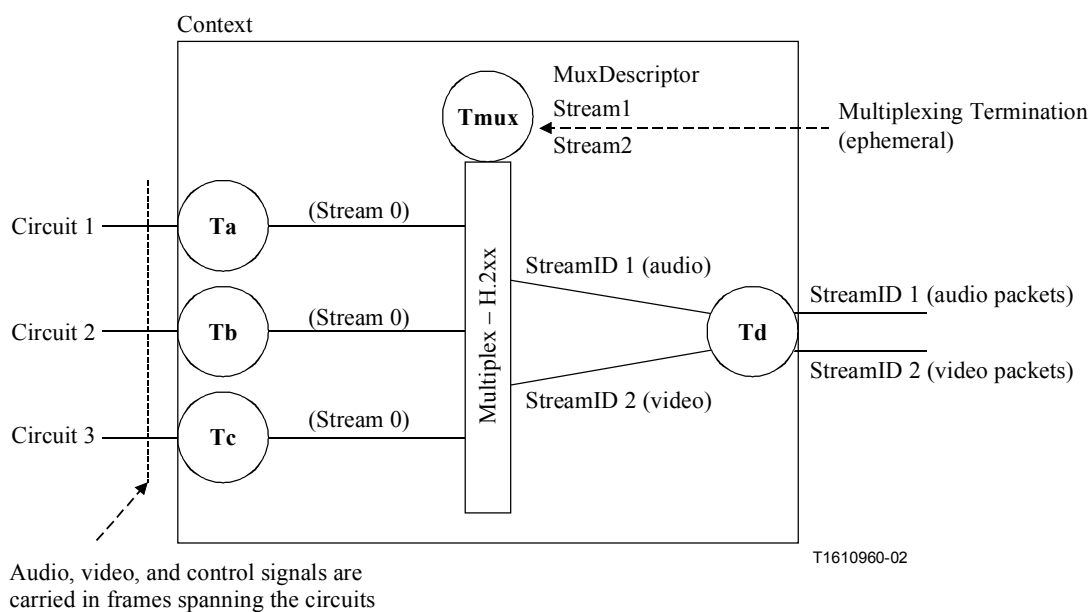 Context
MuxDescriptor
Stream1
Stream2
Tmux
Multiplexing Termination
(ephemeral)
Circuit 1
Ta
(Stream 0)
Circuit 2
Tb
(Stream 0)
Circuit 3
Tc
(Stream 0)
Multiplex – H.2xx
StreamID 1 (audio)
StreamID 2 (video)
Td
StreamID 1 (audio packets)
StreamID 2 (video packets)
T1610960-02
Audio, video, and control signals are
carried in frames spanning the circuits